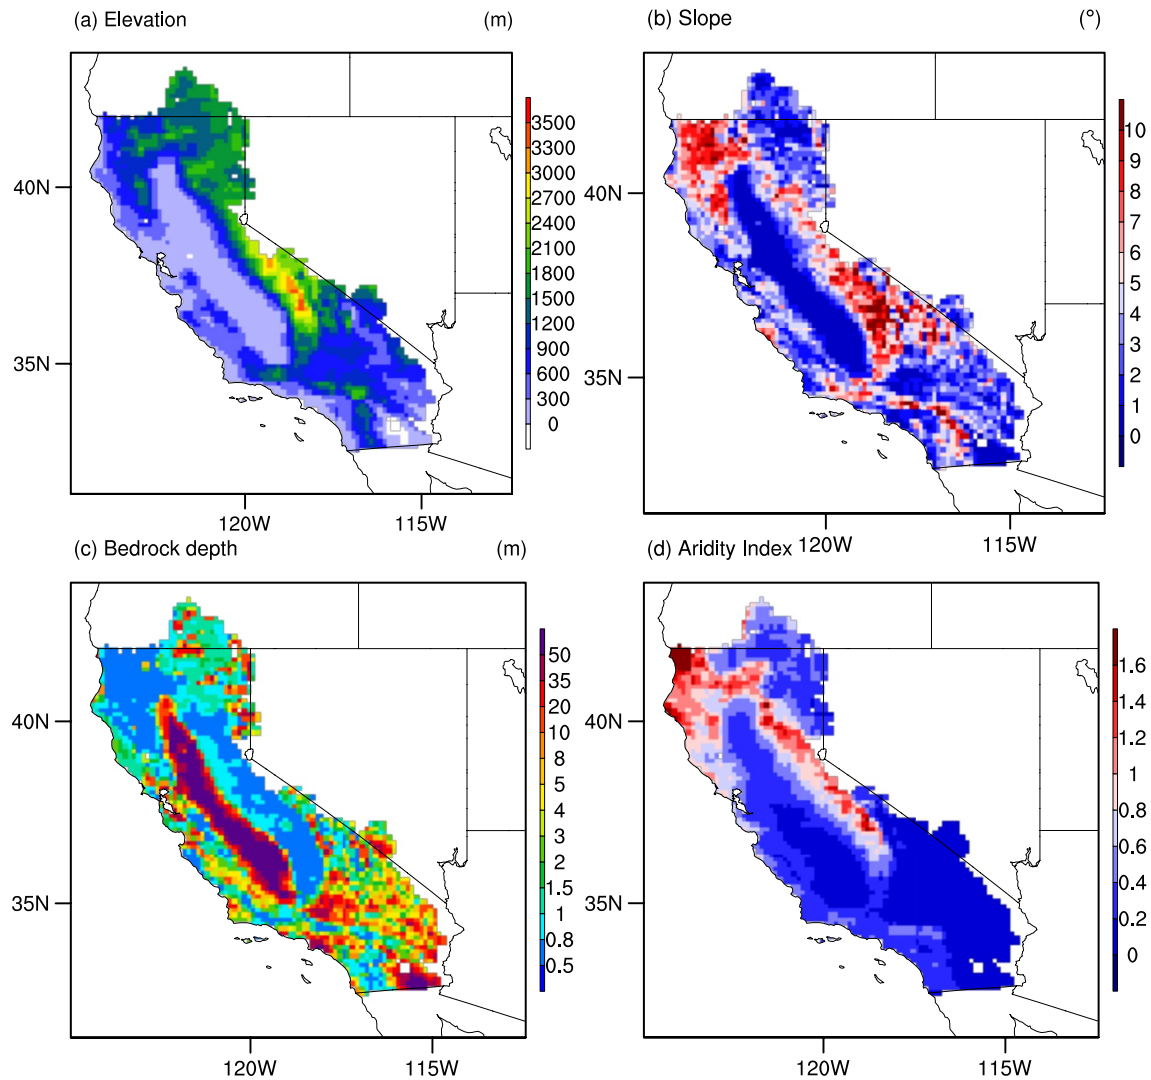 (a) Elevation (m)
3500
3300
3000
2700
2400
2100
1800
1500
1200
900
600
300
0
40N
35N
120W 115W
(b) Slope (°)
10
9
8
7
6
5
4
3
2
1
0
40N
35N
120W 115W
(c) Bedrock depth (m)
50
35
20
10
8
5
4
3
2
1.5
1
0.8
0.5
40N
35N
120W 115W
(d) Aridity Index
1.6
1.4
1.2
1
0.8
0.6
0.4
0.2
0
40N
35N
120W 115W